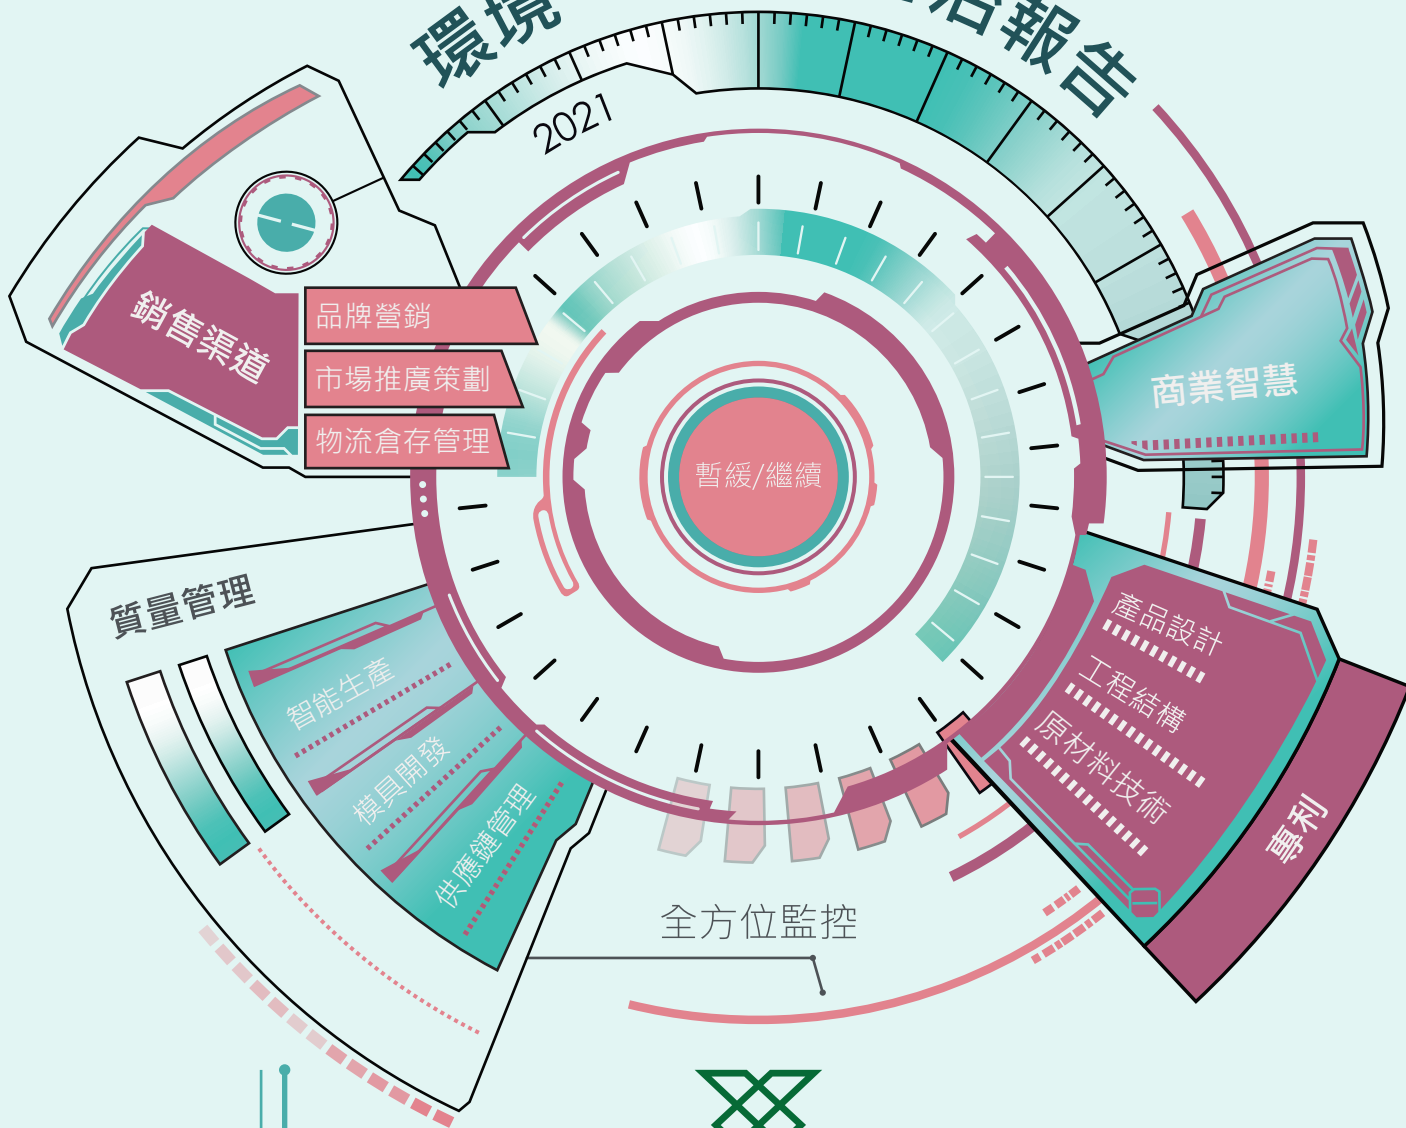 環境
治報告
2021
銷售渠道
品牌營銷
市場推廣策劃
物流倉存管理
商業智慧
暫緩/繼續
質量管理
智能生產
模具開發
供應鏈管理
產品設計
工程結構
原材料技術
專利
全方位監控